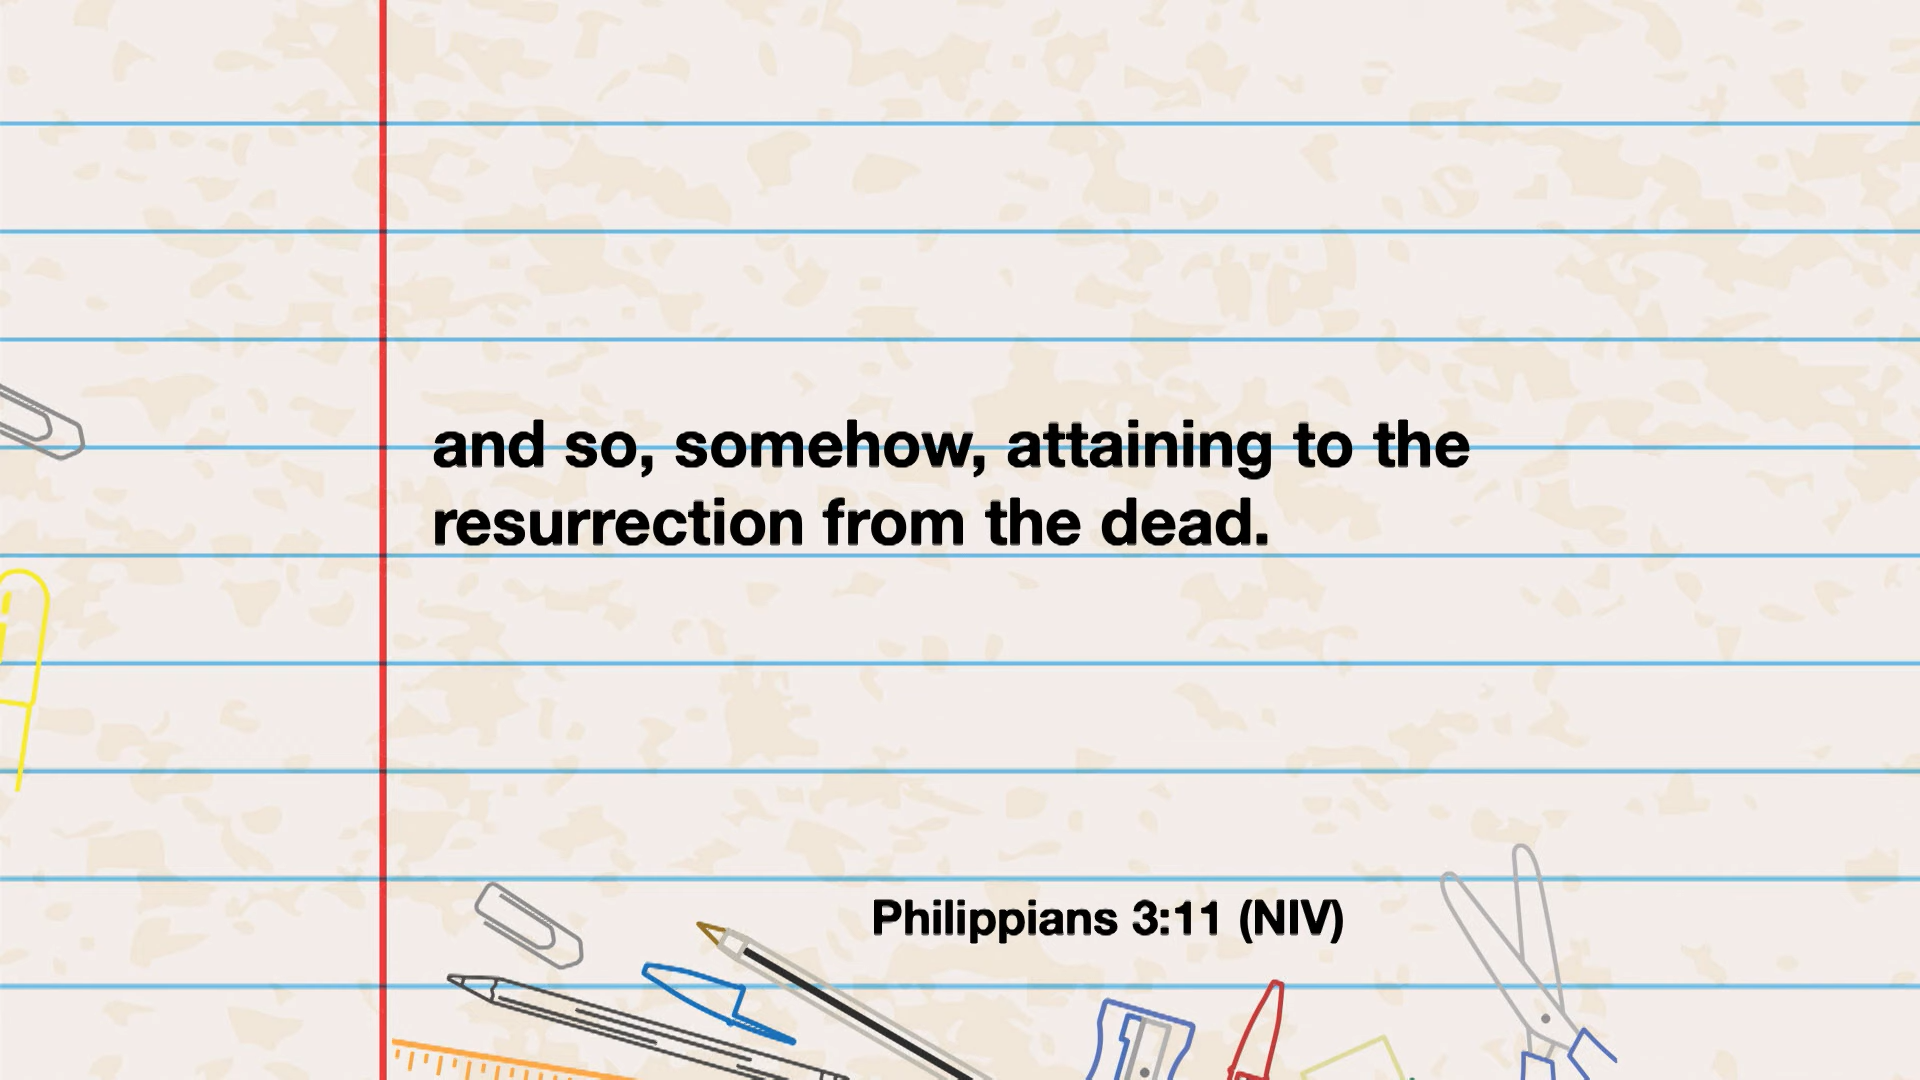 and so, somehow, attaining to the
resurrection from the dead.
Philippians 3:11 (NIV)